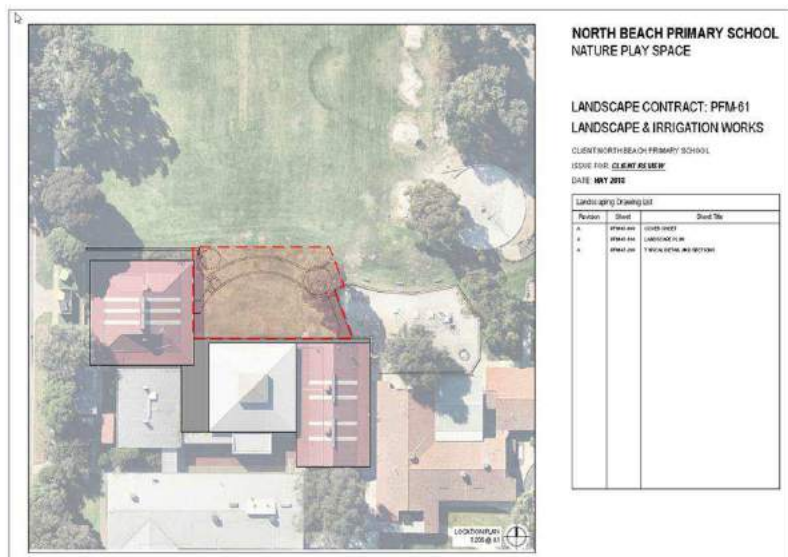 NORTH BEACH PRIMARY SCHOOL
NATURE PLAY SPACE
LANDSCAPE CONTRACT: PFM-61
LANDSCAPE & IRRIGATION WORKS
CLIENT:NORTH BEACH PRIMARY SCHOOL
ISSUE FOR: CLIENT REVIEW
DATE: MAY 2018
Landscaping Drawing List
Revision Sheet Sheet Title
A COVER SHEET
A LANDSCAPE PLAN
A TYPICAL DETAIL AND SECTIONS
LOCATION PLAN